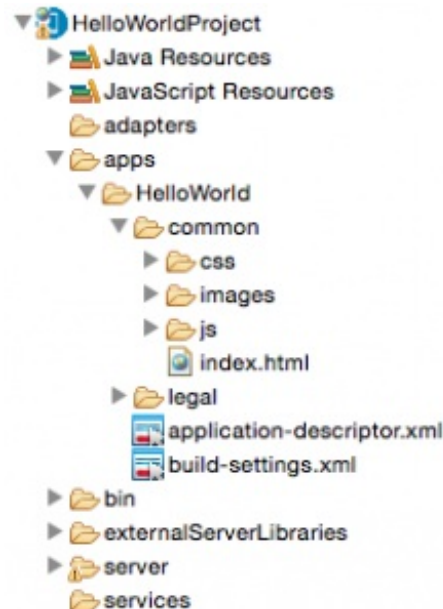 HelloWorldProject
Java Resources
JavaScript Resources
adapters
apps
HelloWorld
common
css
images
js
index.html
legal
application-descriptor.xml
build-settings.xml
bin
externalServerLibraries
server
services